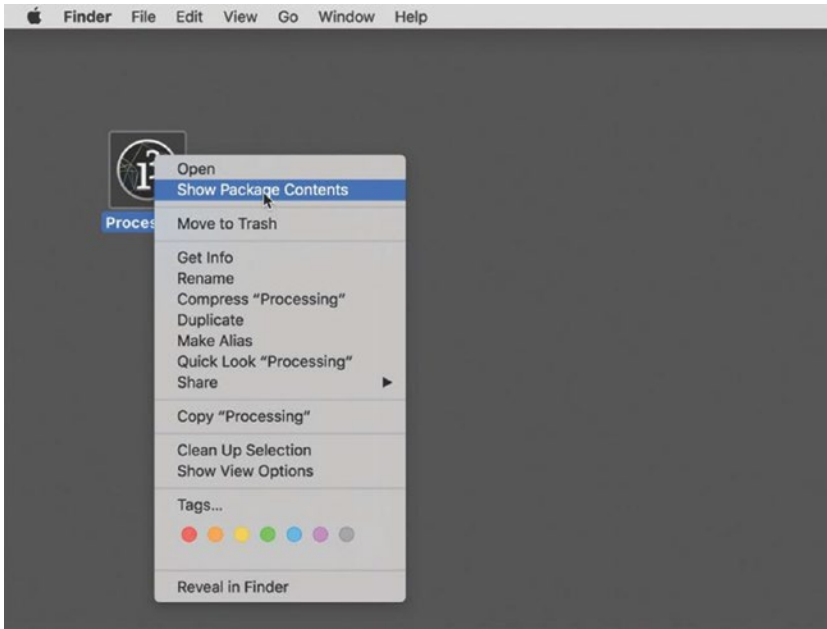 Finder File Edit View Go Window Help
Open
Show Package Contents
Move to Trash
Get Info
Rename
Compress “Processing”
Duplicate
Make Alias
Quick Look “Processing”
Share
Copy “Processing”
Clean Up Selection
Show View Options
Tags...
Reveal in Finder